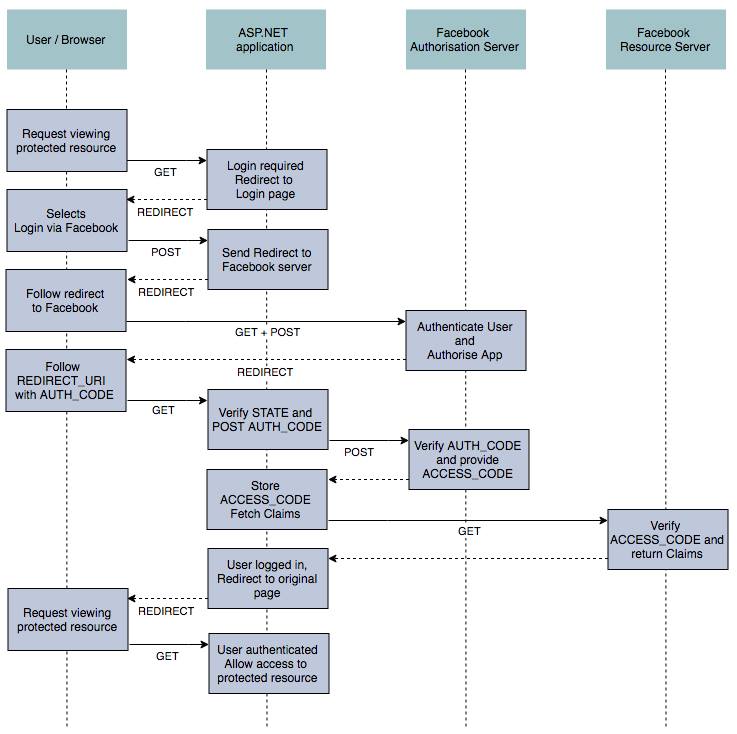 User / Browser
ASP.NET
application
Facebook
Authorisation Server
Facebook
Resource Server
Request viewing
protected resource
GET
Login required
Redirect to
Login page
REDIRECT
Selects
Login via Facebook
POST
Send Redirect to
Facebook server
REDIRECT
Follow redirect
to Facebook
GET + POST
Authenticate User
and
Authorise App
REDIRECT
Follow
REDIRECT_URI
with AUTH_CODE
GET
Verify STATE and
POST AUTH_CODE
POST
Verify AUTH_CODE
and provide
ACCESS_CODE
Store
ACCESS_CODE
Fetch Claims
GET
Verify
ACCESS_CODE and
return Claims
User logged in,
Redirect to original
page
REDIRECT
Request viewing
protected resource
GET
User authenticated
Allow access to
protected resource